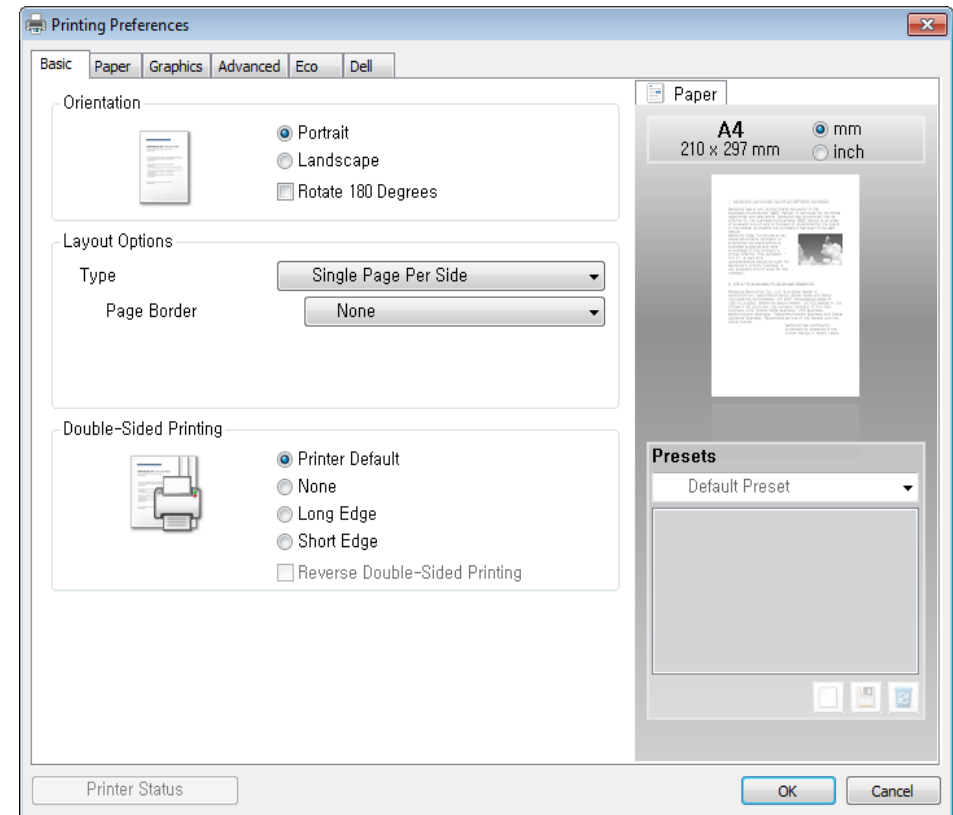 Printing Preferences
Basic Paper Graphics Advanced Eco Dell
Orientation
Portrait
Landscape
Rotate 180 Degrees
Layout Options
Type Single Page Per Side
Page Border None
Double-Sided Printing
Printer Default
None
Long Edge
Short Edge
Reverse Double-Sided Printing
Paper
A4
210 x 297 mm
mm
inch
Presets
Default Preset
Printer Status
OK Cancel